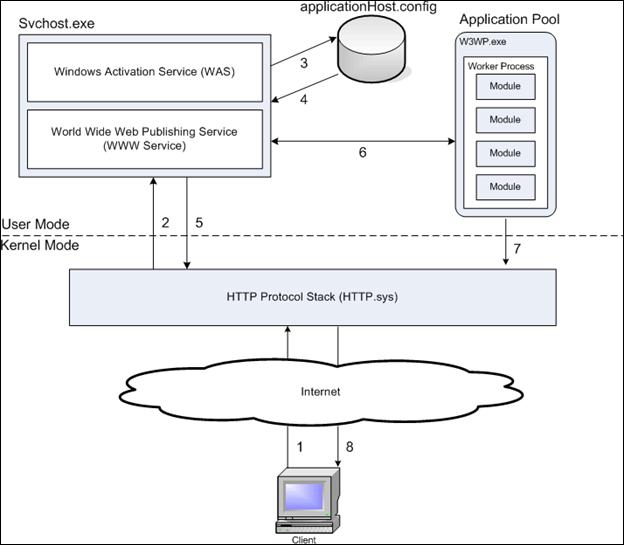 Svchost.exe
applicationHost.config
Application Pool
W3WP.exe
Worker Process
Windows Activation Service (WAS)
3
Module
4
Module
World Wide Web Publishing Service
(WWW Service)
6
Module
Module
User Mode
2
5
Kernel Mode
7
HTTP Protocol Stack (HTTP.sys)
Internet
1
8
Client